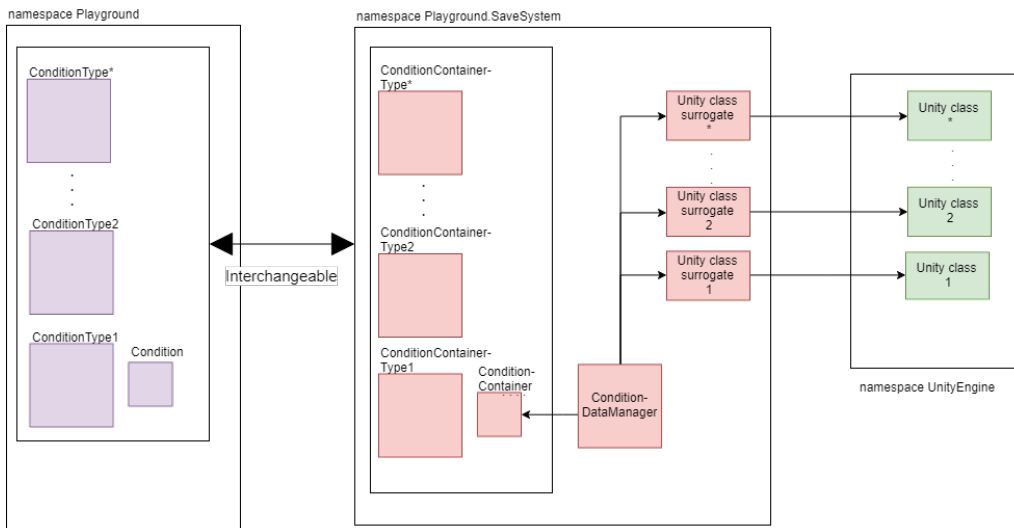 namespace Playground
ConditionType*
.
.
.
ConditionType2
ConditionType1
Condition
Interchangeable
namespace Playground.SaveSystem
ConditionContainer-
Type*
.
.
.
ConditionContainer-
Type2
ConditionContainer-
Type1
Condition-
Container
Condition-
DataManager
Unity class
surrogate
*
.
.
.
.
Unity class
surrogate
2
Unity class
surrogate
1
Unity class
*
.
.
.
.
Unity class
2
Unity class
1
namespace UnityEngine